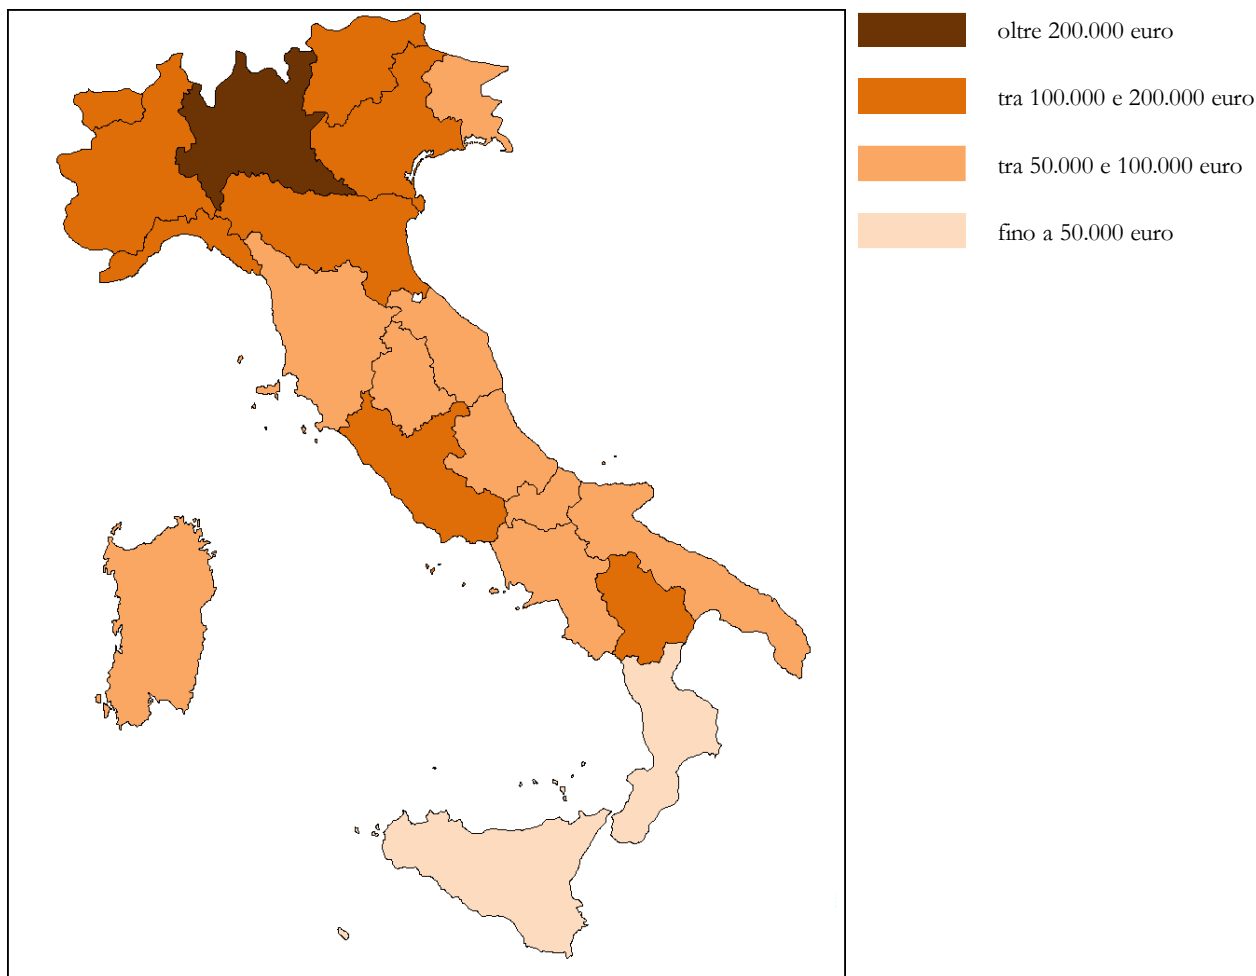 oltre 200.000 euro
tra 100.000 e 200.000 euro
tra 50.000 e 100.000 euro
fino a 50.000 euro